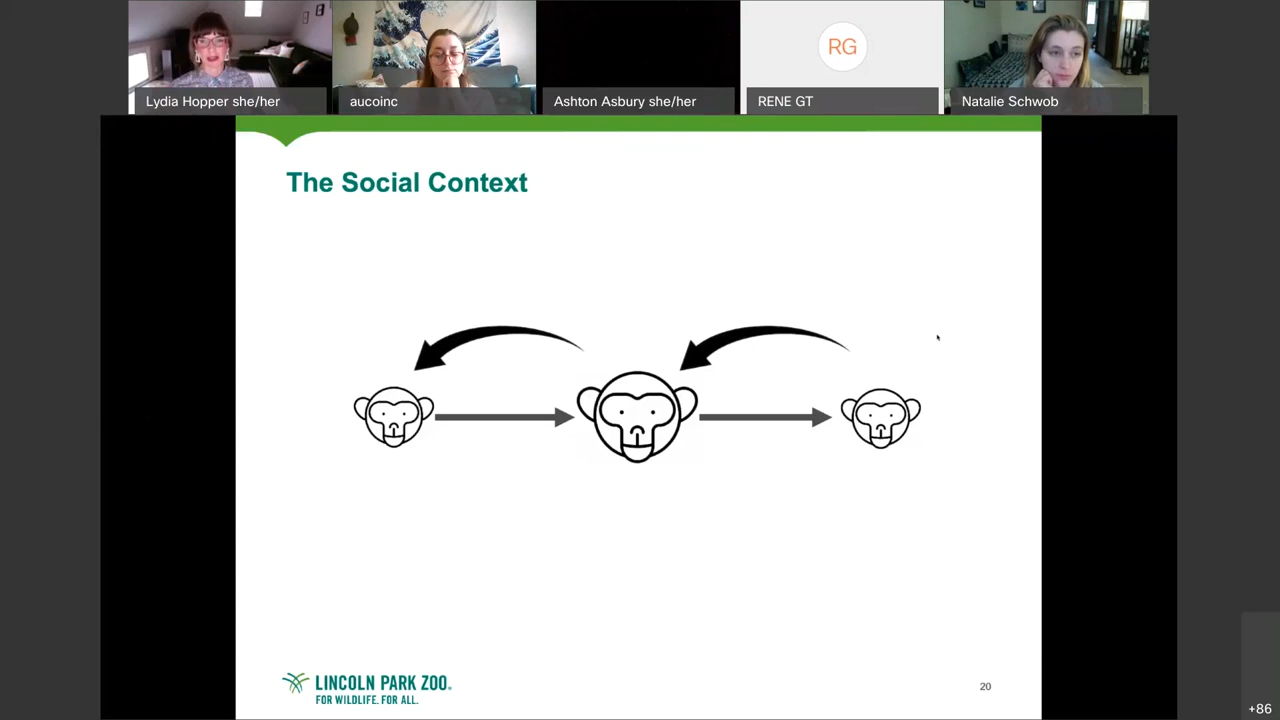 Lydia Hopper she/her
aucoinc
Ashton Asbury she/her
RG
RENE GT
Natalie Schwob
The Social Context
LINCOLN PARK ZOO.
FOR WILDLIFE. FOR ALL.
20
+86